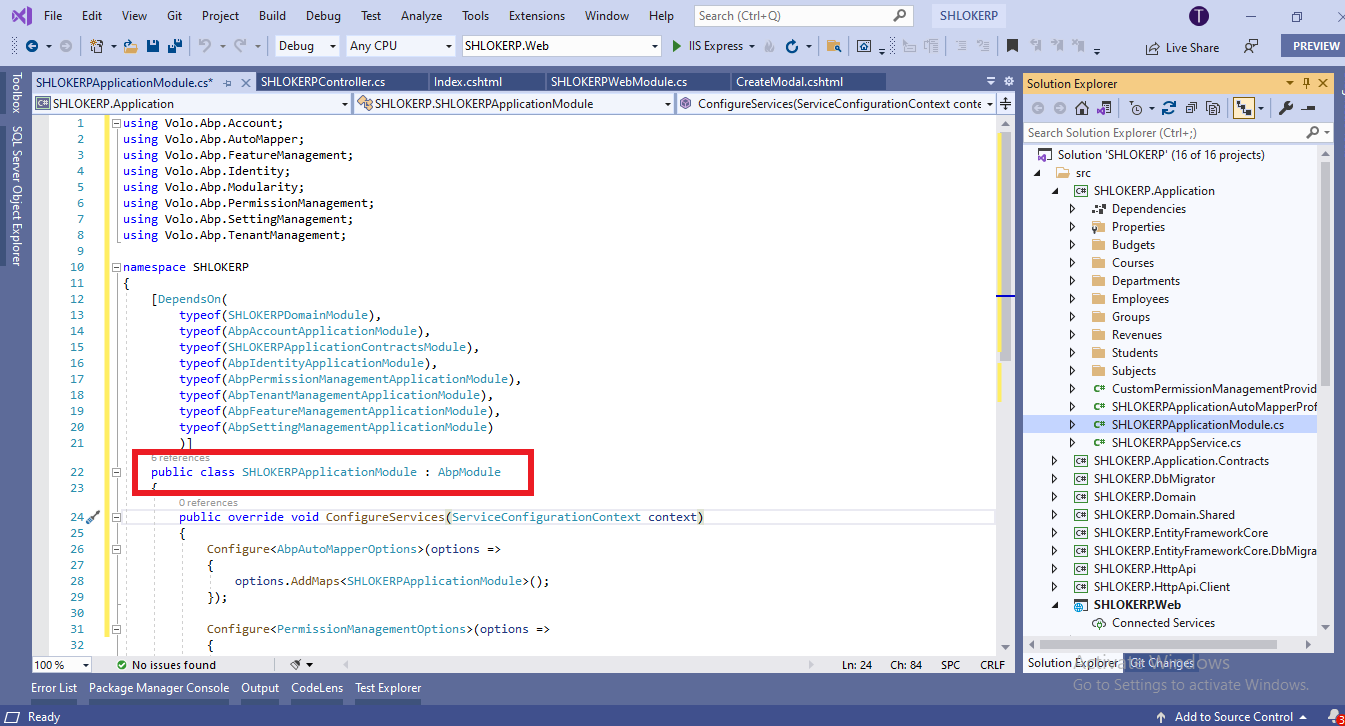 File Edit View Git Project Build Debug Test Analyze Tools Extensions Window Help Search (Ctrl+Q) SHLOKERP T
Debug Any CPU SHLOKERP.Web IIS Express Live Share PREVIEW
Toolbox
SQL Server Object Explorer
SHLOKERPApplicationModule.cs* SHLOKERPController.cs Index.cshtml SHLOKERPWebModule.cs CreateModal.cshtml
SHLOKERP.Application SHLOKERP.SHLOKERPApplicationModule ConfigureServices(ServiceConfigurationContext conte
1 using Volo.Abp.Account;
2 using Volo.Abp.AutoMapper;
3 using Volo.Abp.FeatureManagement;
4 using Volo.Abp.Identity;
5 using Volo.Abp.Modularity;
6 using Volo.Abp.PermissionManagement;
7 using Volo.Abp.SettingManagement;
8 using Volo.Abp.TenantManagement;
9
10 namespace SHLOKERP
11 {
12 [DependsOn(
13 typeof(SHLOKERPDomainModule),
14 typeof(AbpAccountApplicationModule),
15 typeof(SHLOKERPApplicationContractsModule),
16 typeof(AbpIdentityApplicationModule),
17 typeof(AbpPermissionManagementApplicationModule),
18 typeof(AbpTenantManagementApplicationModule),
19 typeof(AbpFeatureManagementApplicationModule),
20 typeof(AbpSettingManagementApplicationModule)
21 )]
6 references
22 public class SHLOKERPApplicationModule : AbpModule
23 {
0 references
24 public override void ConfigureServices(ServiceConfigurationContext context)
25 {
26 Configure<AbpAutoMapperOptions>(options =>
27 {
28 options.AddMaps<SHLOKERPApplicationModule>();
29 });
30
31 Configure<PermissionManagementOptions>(options =>
32 {
100 % No issues found Ln: 24 Ch: 84 SPC CRLF
Solution Explorer
Search Solution Explorer (Ctrl+;)
Solution 'SHLOKERP' (16 of 16 projects)
src
C# SHLOKERP.Application
Dependencies
Properties
Budgets
Courses
Departments
Employees
Groups
Revenues
Students
Subjects
C# CustomPermissionManagementProvid
C# SHLOKERPApplicationAutoMapperProf
C# SHLOKERPApplicationModule.cs
C# SHLOKERPAppService.cs
C# SHLOKERP.Application.Contracts
C# SHLOKERP.DbMigrator
C# SHLOKERP.Domain
C# SHLOKERP.Domain.Shared
C# SHLOKERP.EntityFrameworkCore
C# SHLOKERP.EntityFrameworkCore.DbMigra
C# SHLOKERP.HttpApi
C# SHLOKERP.HttpApi.Client
SHLOKERP.Web
Connected Services
Solution Explorer Git Changes
Activate Windows
Go to Settings to activate Windows.
Error List Package Manager Console Output CodeLens Test Explorer
Ready Add to Source Control 3